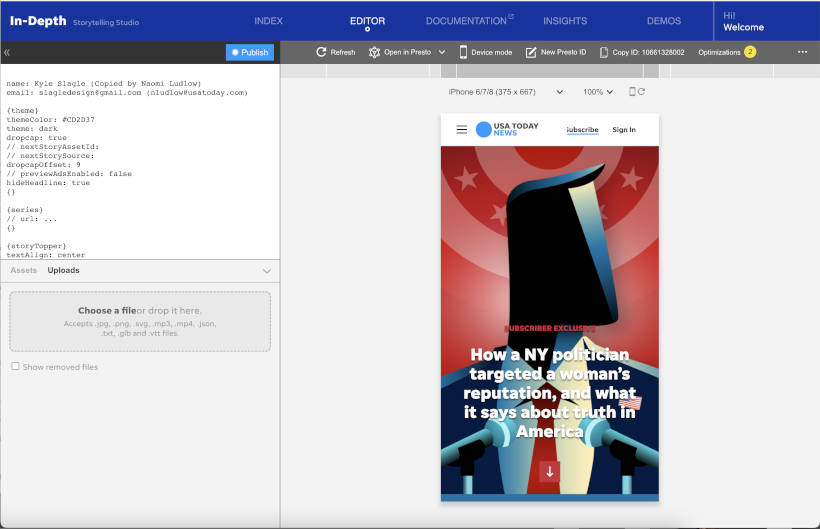 In-Depth Storytelling Studio
INDEX
EDITOR
DOCUMENTATION
INSIGHTS
DEMOS
Hi!
Welcome
Publish
Refresh
Open in Presto
Device mode
New Presto ID
Copy ID: 10661328002
Optimizations 2
name: Kyle Slagle (Copied by Naomi Ludlow)
email: slagledesign@gmail.com (nludlow@usatoday.com)
{theme}
themeColor: #CD2D37
theme: dark
dropcap: true
// nextStoryAssetId:
// nextStorySource:
dropcapOffset: 9
// previewAdsEnabled: false
hideHeadline: true
{}
{series}
// url: ...
{}
{storyTopper}
textAlign: center
Assets Uploads
Choose a file or drop it here.
Accepts .jpg, .png, .svg, .mp3, .mp4, .json,
.txt, .glb and .vtt files.
Show removed files
iPhone 6/7/8 (375 x 667)
100%
USA TODAY
NEWS
Subscribe
Sign In
SUBSCRIBER EXCLUSIVE
How a NY politician
targeted a woman's
reputation, and what
it says about truth in
America